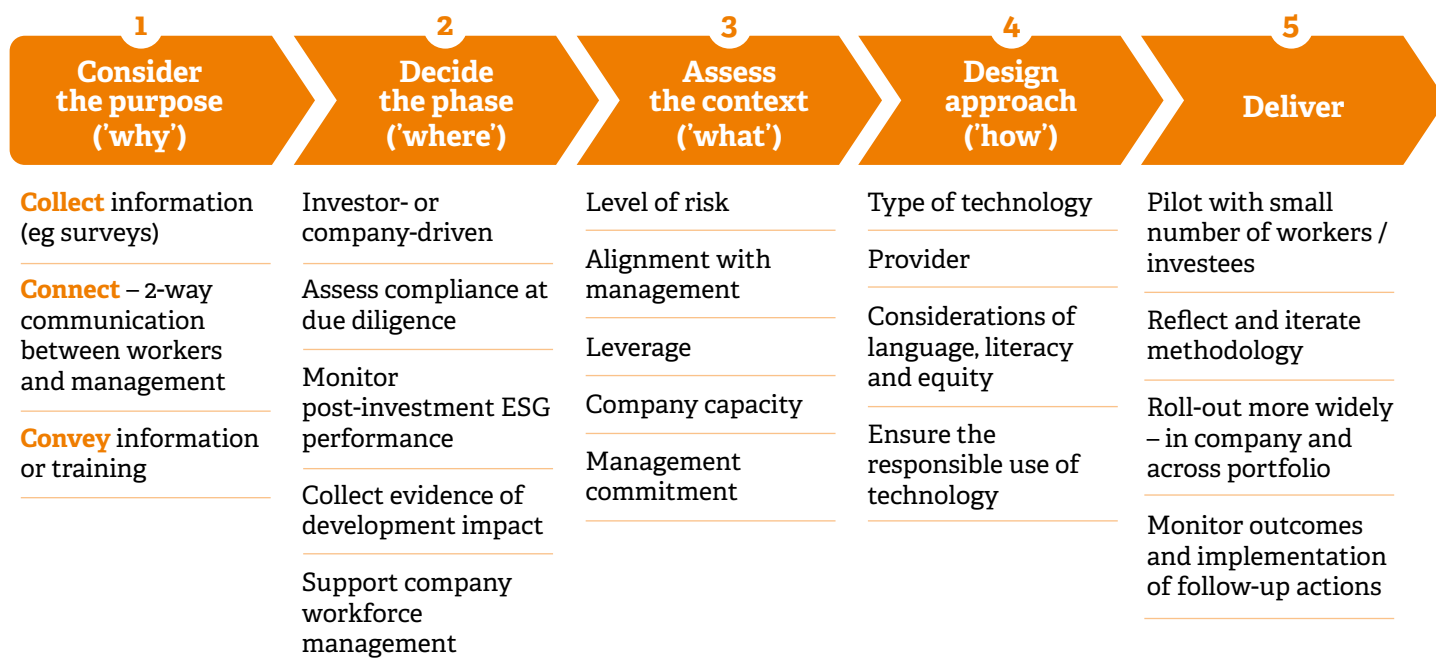 1
Consider
the purpose
('why')
Collect information
(eg surveys)
Connect – 2-way
communication
between workers
and management
Convey information
or training
2
Decide
the phase
('where')
Investor- or
company-driven
Assess compliance at
due diligence
Monitor
post-investment ESG
performance
Collect evidence of
development impact
Support company
workforce
management
3
Assess
the context
('what')
Level of risk
Alignment with
management
Leverage
Company capacity
Management
commitment
4
Design
approach
('how')
Type of technology
Provider
Considerations of
language, literacy
and equity
Ensure the
responsible use of
technology
5
Deliver
Pilot with small
number of workers /
investees
Reflect and iterate
methodology
Roll-out more widely
– in company and
across portfolio
Monitor outcomes
and implementation
of follow-up actions